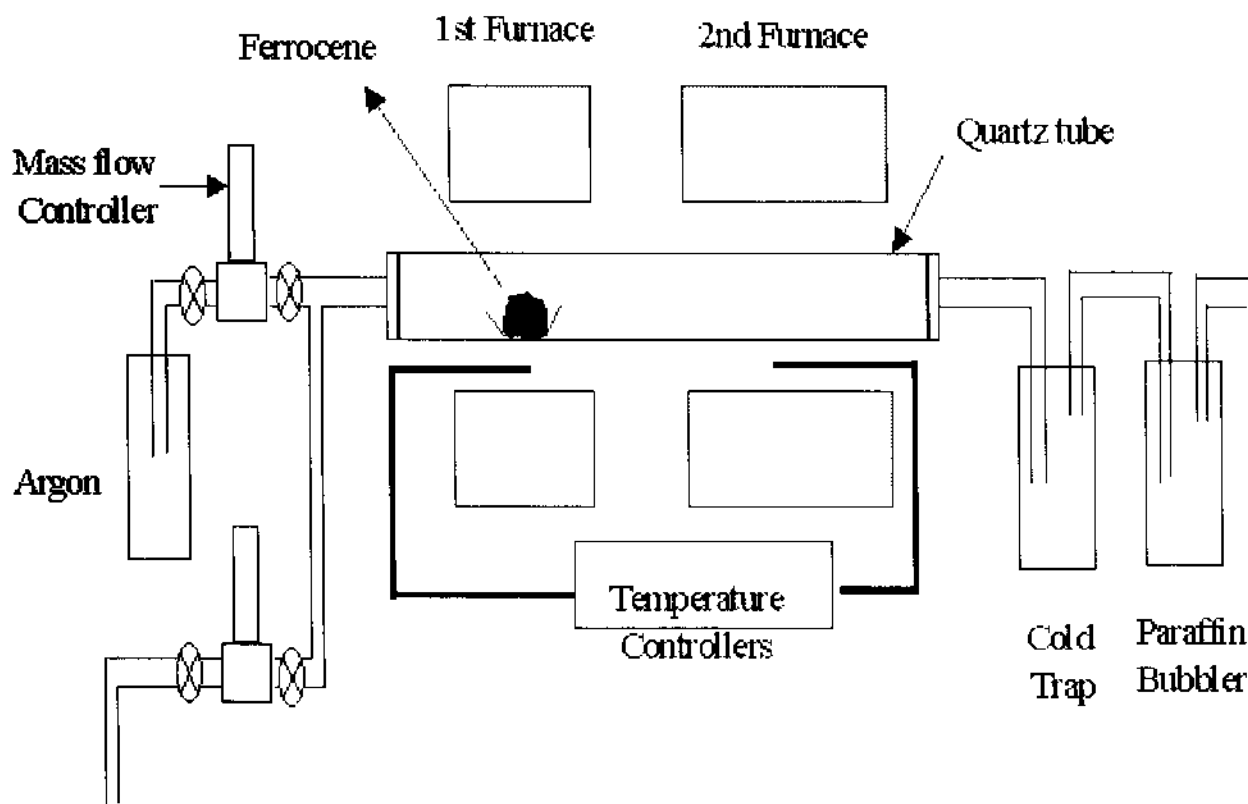 1st Furnace
2nd Furnace
Ferrocene
Quartz tube
Mass flow
Controller
Argon
Temperature
Controllers
Cold
Trap
Paraffin
Bubbler